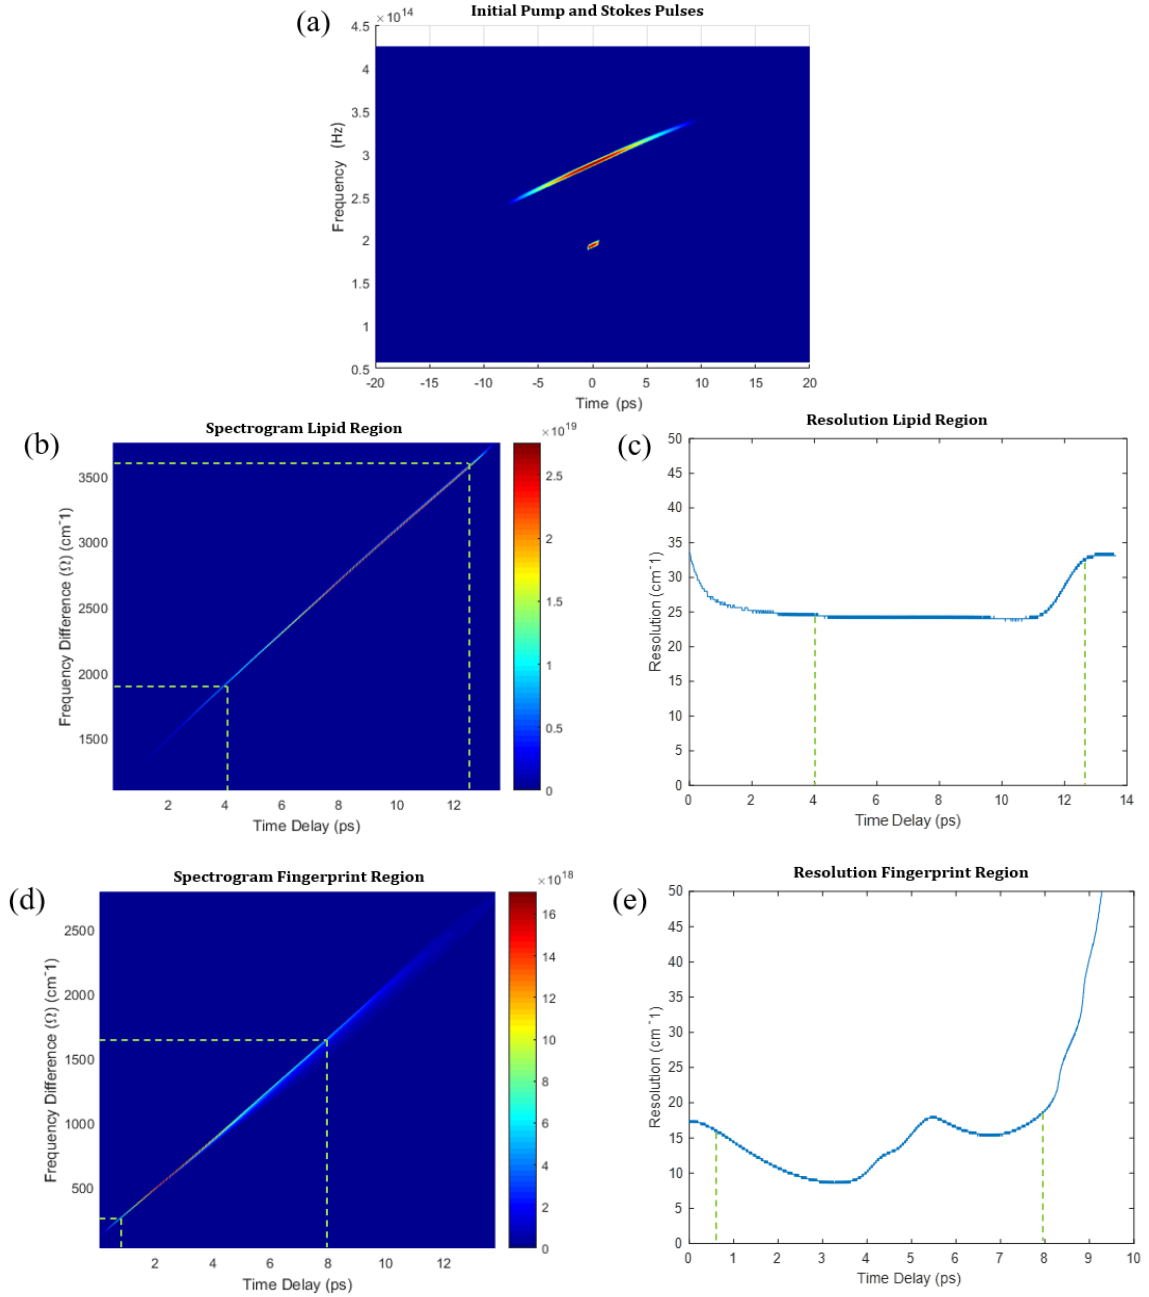 (a)
Initial Pump and Stokes Pulses
×10^14
4.5
4
3.5
3
2.5
2
1.5
1
0.5
Frequency (Hz)
-20 -15 -10 -5 0 5 10 15 20
Time (ps)
(b)
Spectrogram Lipid Region
×10^19
3500
3000
2500
2000
1500
Frequency Difference (Ω) (cm-1)
2 4 6 8 10 12
Time Delay (ps)
2.5
2
1.5
1
0.5
0
(c)
Resolution Lipid Region
50
45
40
35
30
25
20
15
10
5
0
Resolution (cm-1)
0 2 4 6 8 10 12 14
Time Delay (ps)
(d)
Spectrogram Fingerprint Region
×10^18
2500
2000
1500
1000
500
Frequency Difference (Ω) (cm-1)
2 4 6 8 10 12
Time Delay (ps)
16
14
12
10
8
6
4
2
0
(e)
Resolution Fingerprint Region
50
45
40
35
30
25
20
15
10
5
0
Resolution (cm-1)
0 1 2 3 4 5 6 7 8 9 10
Time Delay (ps)